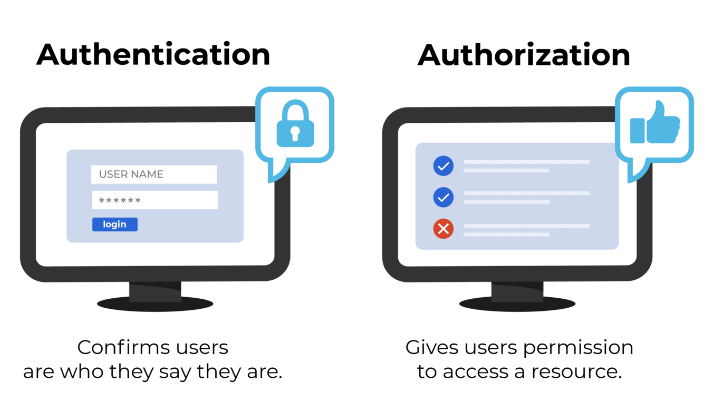 Authentication
Authorization
USER NAME
******
login
Confirms users
are who they say they are.
Gives users permission
to access a resource.